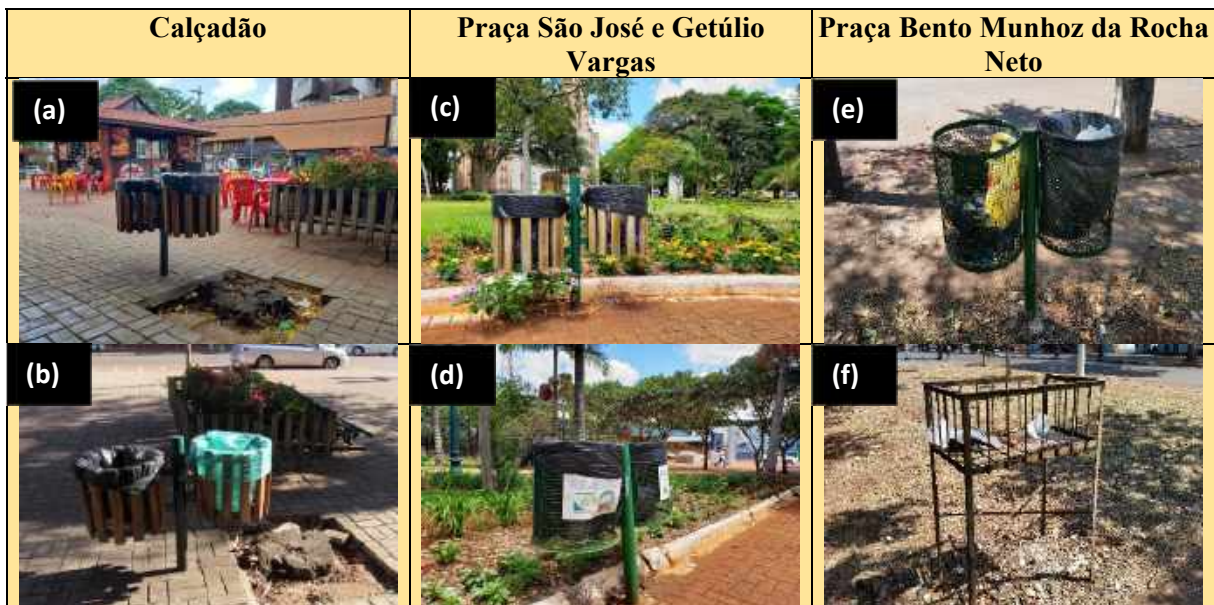 Calçadão
Praça São José e Getúlio
Vargas
Praça Bento Munhoz da Rocha
Neto
(a)
(c)
(e)
(b)
(d)
(f)